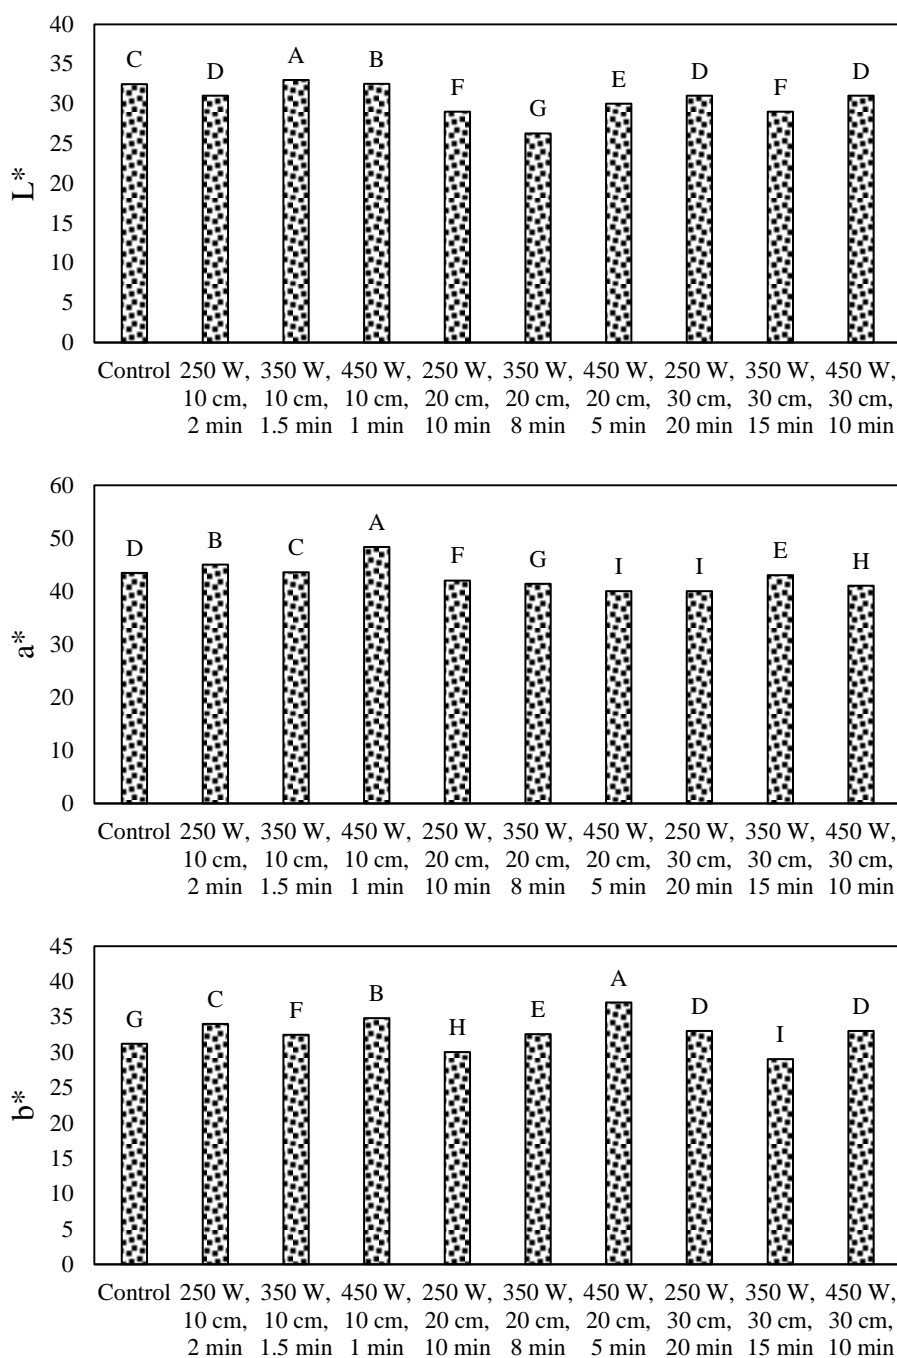 40
35
30
25
20
15
10
5
0
L*
C D A B F G E D F D
Control 250 W, 350 W, 450 W, 250 W, 350 W, 450 W, 250 W, 350 W, 450 W,
10 cm, 10 cm, 10 cm, 20 cm, 20 cm, 20 cm, 30 cm, 30 cm, 30 cm,
2 min 1.5 min 1 min 10 min 8 min 5 min 20 min 15 min 10 min
60
50
40
30
20
10
0
a*
D B C A F G I I E H
Control 250 W, 350 W, 450 W, 250 W, 350 W, 450 W, 250 W, 350 W, 450 W,
10 cm, 10 cm, 10 cm, 20 cm, 20 cm, 20 cm, 30 cm, 30 cm, 30 cm,
2 min 1.5 min 1 min 10 min 8 min 5 min 20 min 15 min 10 min
45
40
35
30
25
20
15
10
5
0
b*
G C F B H E A D I D
Control 250 W, 350 W, 450 W, 250 W, 350 W, 450 W, 250 W, 350 W, 450 W,
10 cm, 10 cm, 10 cm, 20 cm, 20 cm, 20 cm, 30 cm, 30 cm, 30 cm,
2 min 1.5 min 1 min 10 min 8 min 5 min 20 min 15 min 10 min